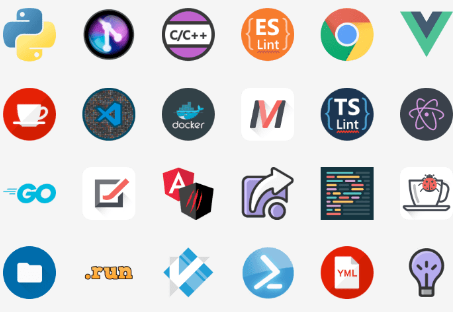 C/C++
{ES}
Lint
docker
{TS}
Lint
GO
A
.run
YML